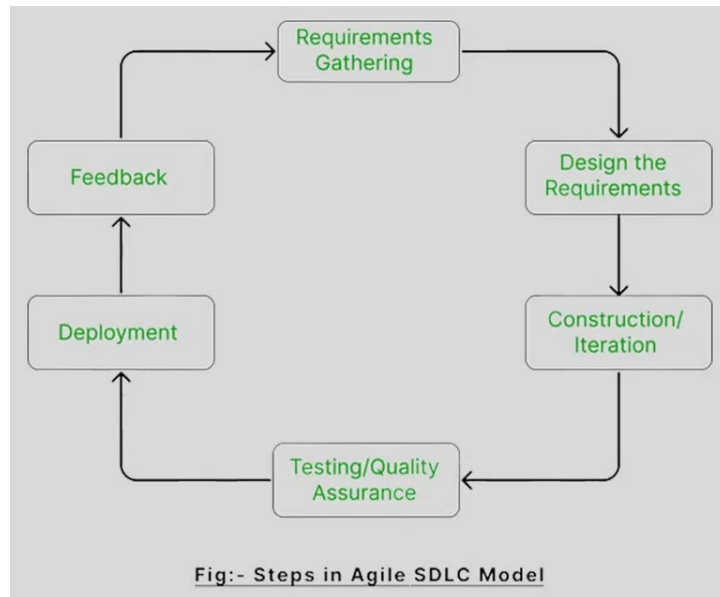 Requirements
Gathering
Design the
Requirements
Construction/
Iteration
Testing/Quality
Assurance
Deployment
Feedback
Fig:- Steps in Agile SDLC Model